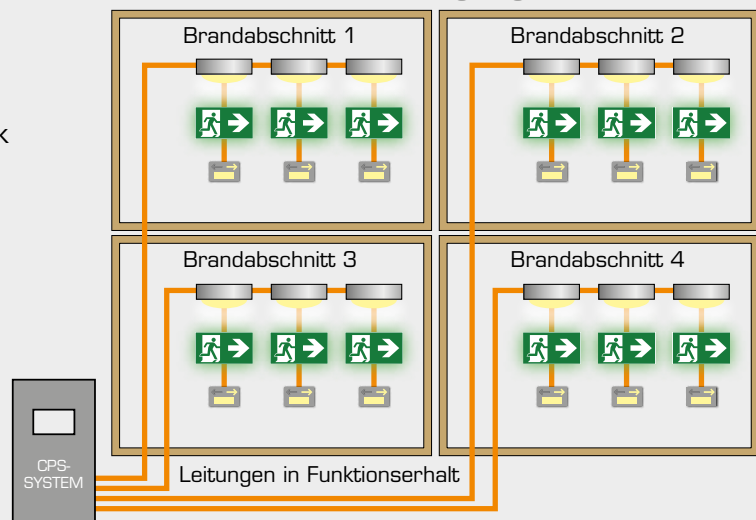 Brandabschnitt 1
Brandabschnitt 2
k
Brandabschnitt 3
Brandabschnitt 4
CPS-
SYSTEM
Leitungen in Funktionserhalt